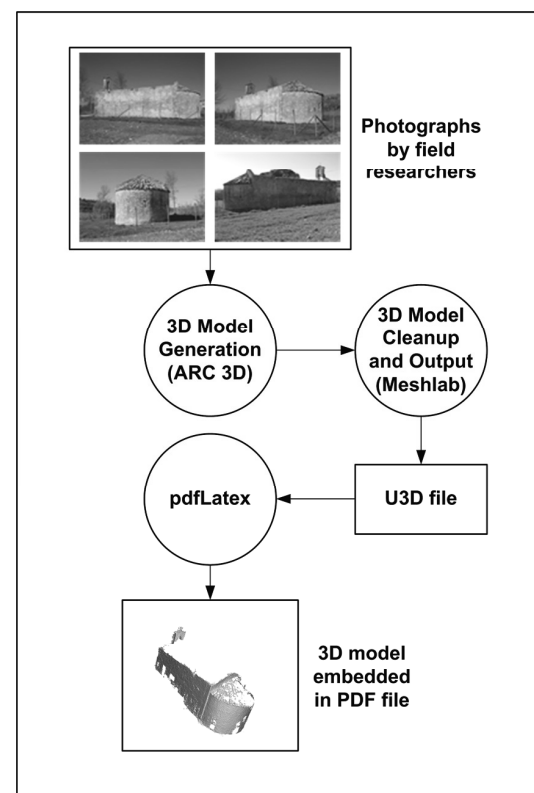 Photographs
by field
researchers
3D Model
Generation
(ARC 3D)
3D Model
Cleanup
and Output
(Meshlab)
pdfLatex
U3D file
3D model
embedded
in PDF file